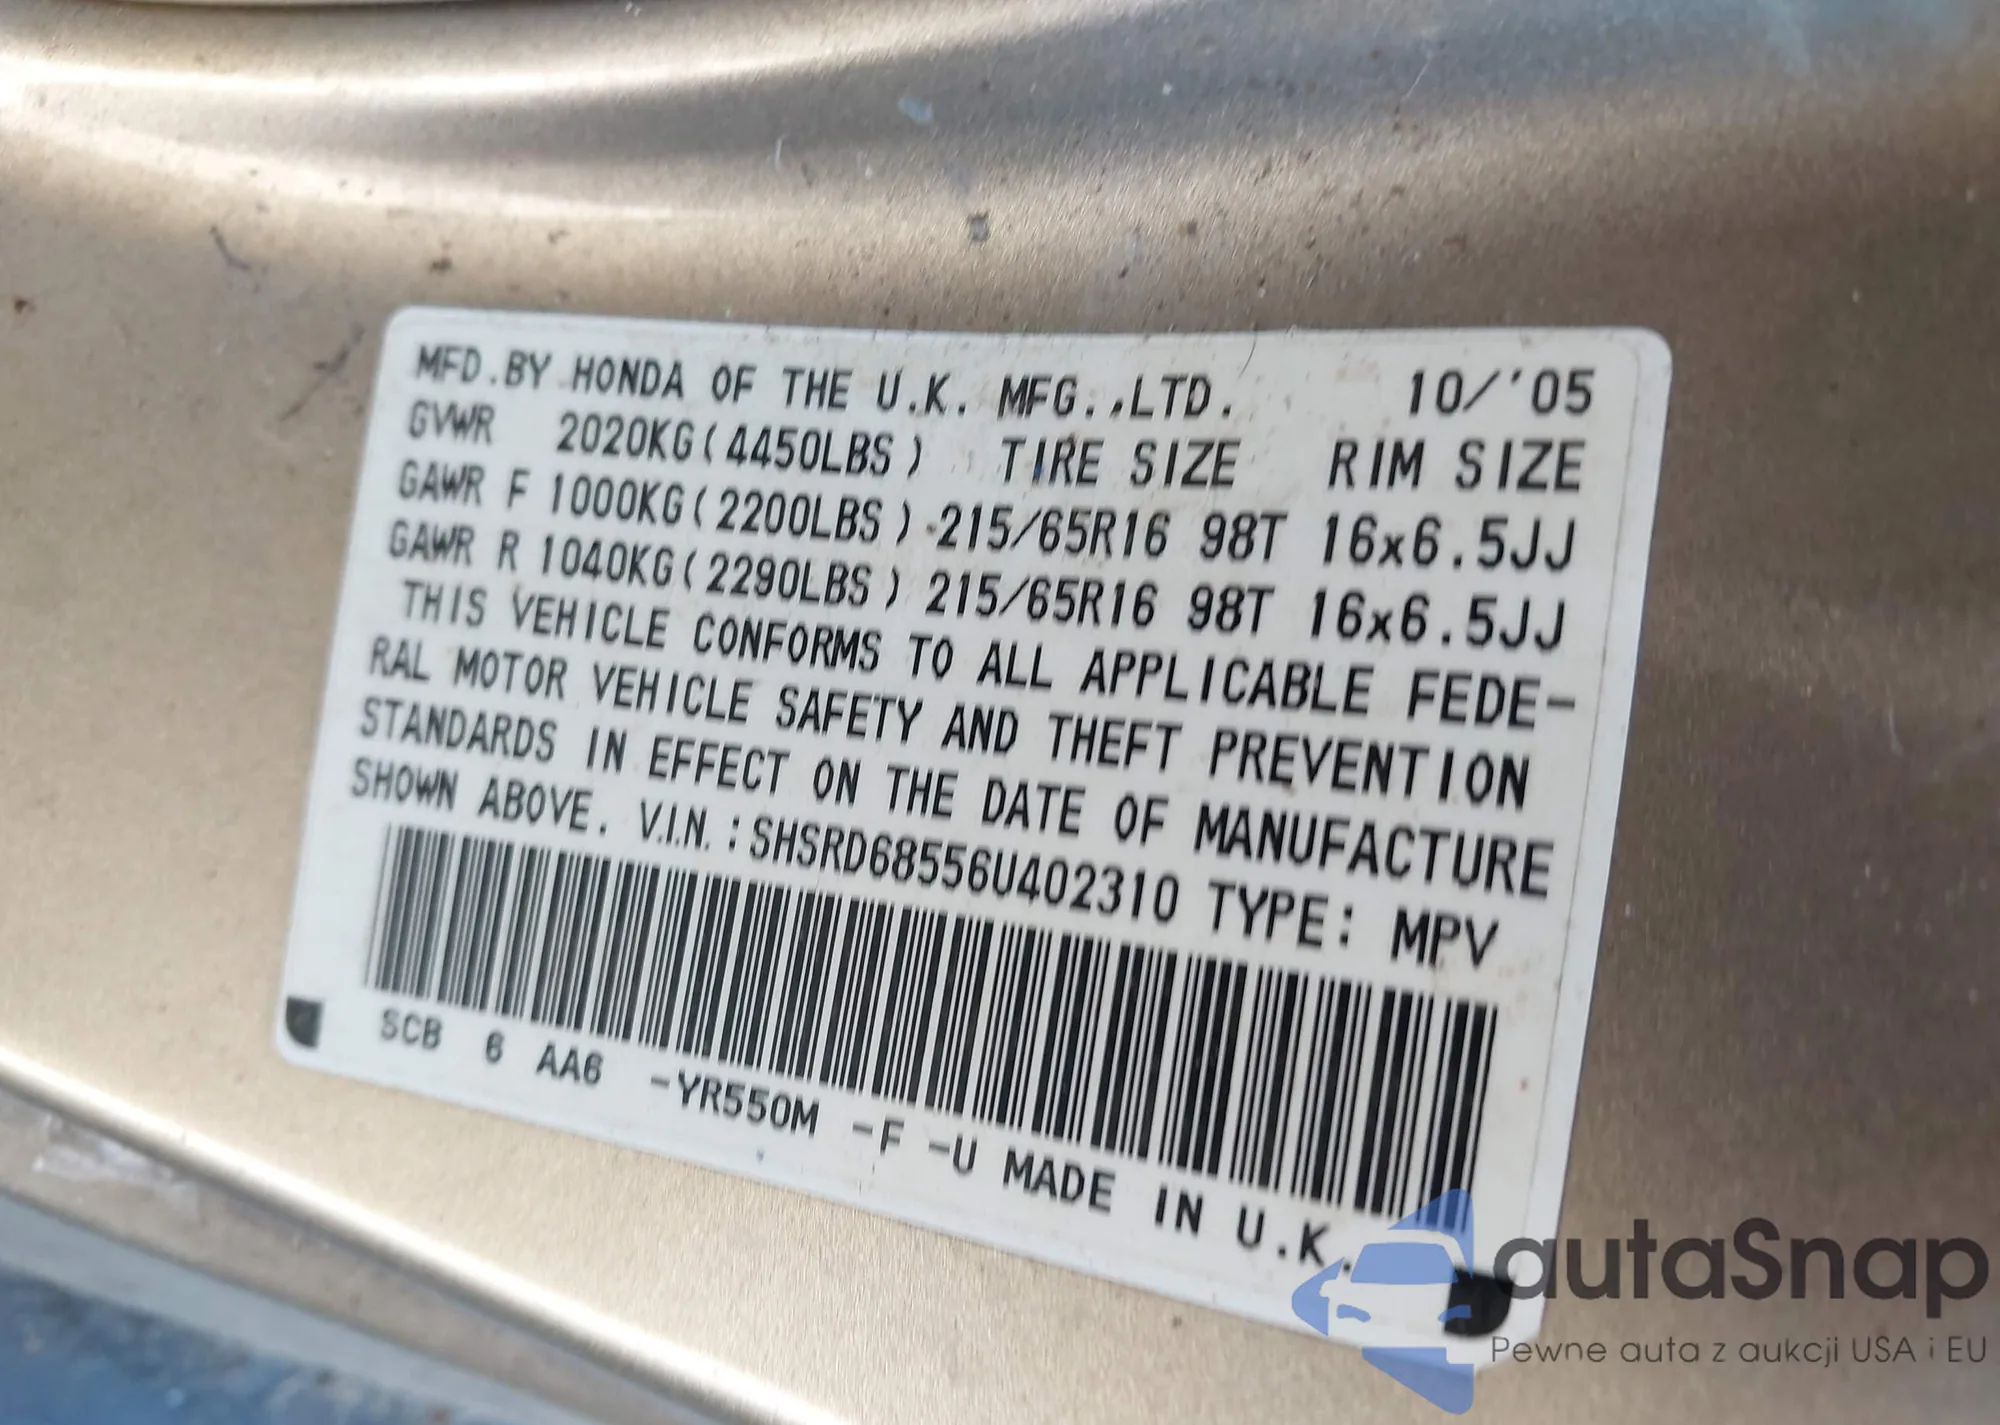 MFD.BY HONDA OF THE U.K. MFG.,LTD. 10/'05
GVWR 2020KG(4450LBS) TIRE SIZE RIM SIZE
GAWR F 1000KG(2200LBS) 215/65R16 98T 16x6.5JJ
GAWR R 1040KG(2290LBS) 215/65R16 98T 16x6.5JJ
THIS VEHICLE CONFORMS TO ALL APPLICABLE FEDE-
RAL MOTOR VEHICLE SAFETY AND THEFT PREVENTION
STANDARDS IN EFFECT ON THE DATE OF MANUFACTURE
SHOWN ABOVE. V.I.N.:SHSRD68556U402310 TYPE: MPV
SCB 6 AA6 -YR550M -F -U MADE IN U.K.
autaSnap
Pewne auta z aukcji USA i EU